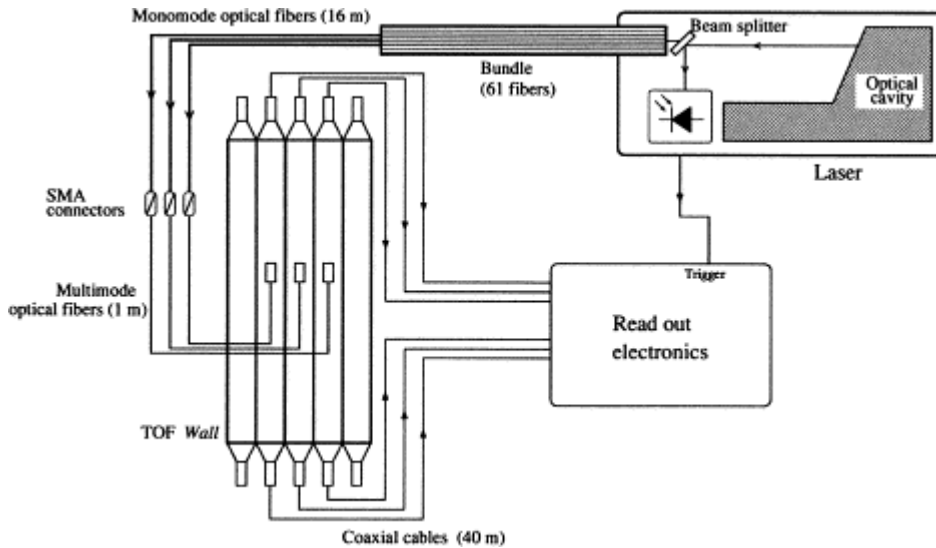 Monomode optical fibers (16 m)
Beam splitter
Bundle
(61 fibers)
Optical
cavity
Laser
SMA
connectors
Trigger
Multimode
optical fibers (1 m)
Read out
electronics
TOF Wall
Coaxial cables (40 m)